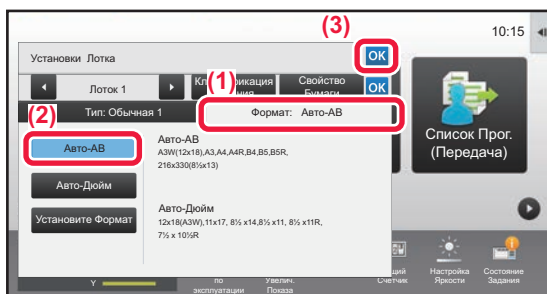 (3)
10:15
Установки Лотка
OK
(1)
Лоток 1
Свойство
Бумаги
OK
(2)
Тип: Обычная 1
Формат: Авто-AB
Авто-AB
Авто-AB
A3W(12x18),A3,A4,A4R,B4,B5,B5R,
216x330(8½x13)
Авто-Дюйм
Авто-Дюйм
12x18(A3W),11x17, 8½ x14,8½ x11, 8½ x11R,
7½ x 10½R
Установите Формат
Список Прог.
(Передача)
Y
по
эксплуатации
Увелич.
Показа
Счетчик
Настройка
Яркости
Состояние
Задания